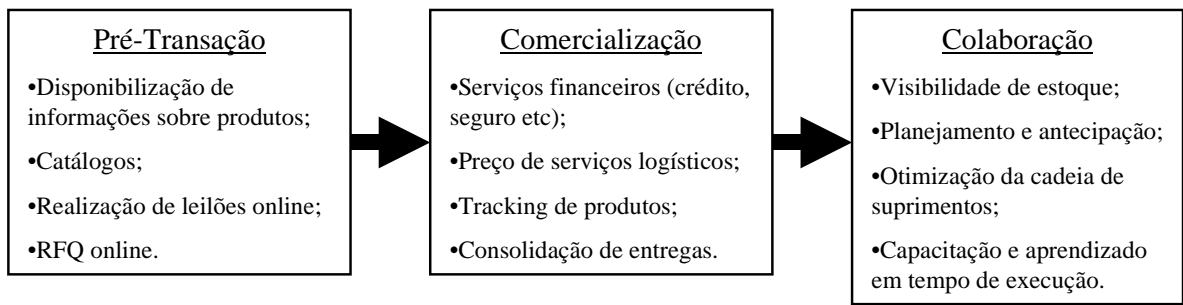 Pré-Transação
•Disponibilização de
informações sobre produtos;
•Catálogos;
•Realização de leilões online;
•RFQ online.
Comercialização
•Serviços financeiros (crédito,
seguro etc);
•Preço de serviços logísticos;
•Tracking de produtos;
•Consolidação de entregas.
Colaboração
•Visibilidade de estoque;
•Planejamento e antecipação;
•Otimização da cadeia de
suprimentos;
•Capacitação e aprendizado
em tempo de execução.